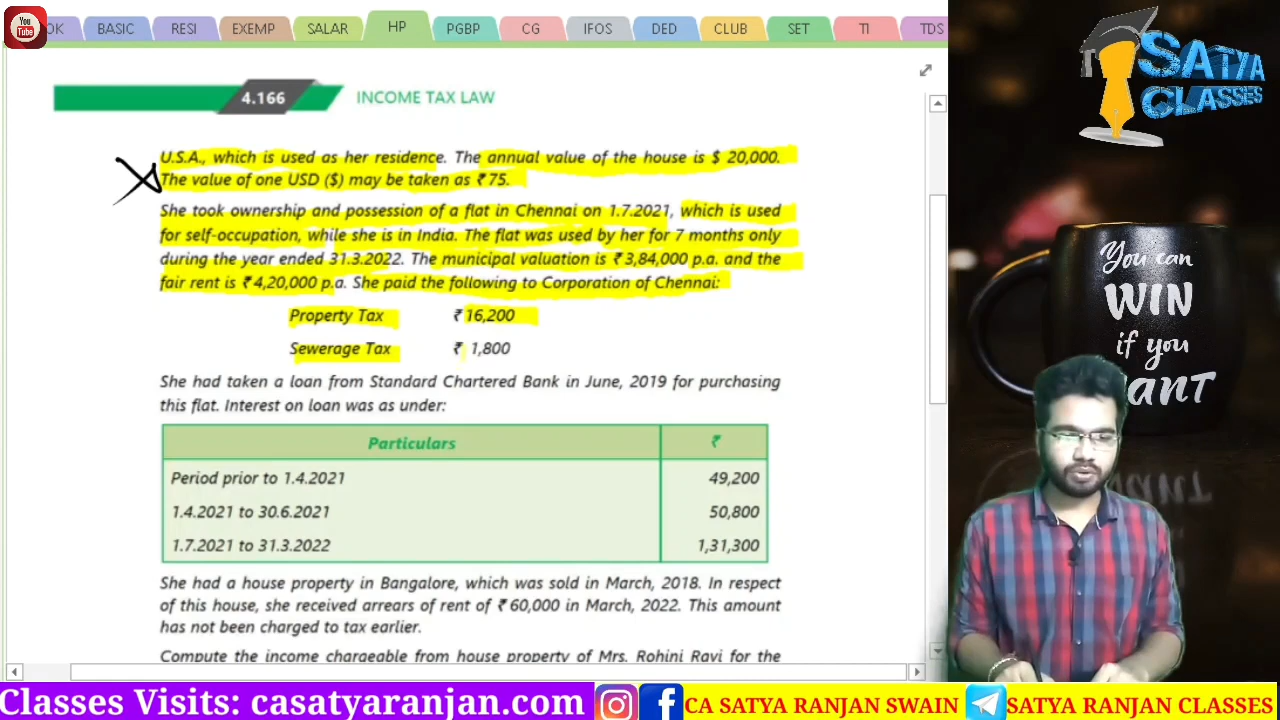 You Tube
OK BASIC RESI EXEMP SALAR HP PGBP CG IFOS DED CLUB SET TI TDS
4.166 INCOME TAX LAW
U.S.A., which is used as her residence. The annual value of the house is $ 20,000.
The value of one USD ($) may be taken as ₹ 75.
She took ownership and possession of a flat in Chennai on 1.7.2021, which is used
for self-occupation, while she is in India. The flat was used by her for 7 months only
during the year ended 31.3.2022. The municipal valuation is ₹ 3,84,000 p.a. and the
fair rent is ₹ 4,20,000 p.a. She paid the following to Corporation of Chennai:
Property Tax ₹ 16,200
Sewerage Tax ₹ 1,800
She had taken a loan from Standard Chartered Bank in June, 2019 for purchasing
this flat. Interest on loan was as under:
Particulars ₹
Period prior to 1.4.2021 49,200
1.4.2021 to 30.6.2021 50,800
1.7.2021 to 31.3.2022 1,31,300
She had a house property in Bangalore, which was sold in March, 2018. In respect
of this house, she received arrears of rent of ₹ 60,000 in March, 2022. This amount
has not been charged to tax earlier.
Compute the income chargeable from house property of Mrs. Rohini Ravi for the
SATYA
CLASSES
You can
WIN
if you
WANT
Classes Visits: casatyaranjan.com
CA SATYA RANJAN SWAIN
SATYA RANJAN CLASSES